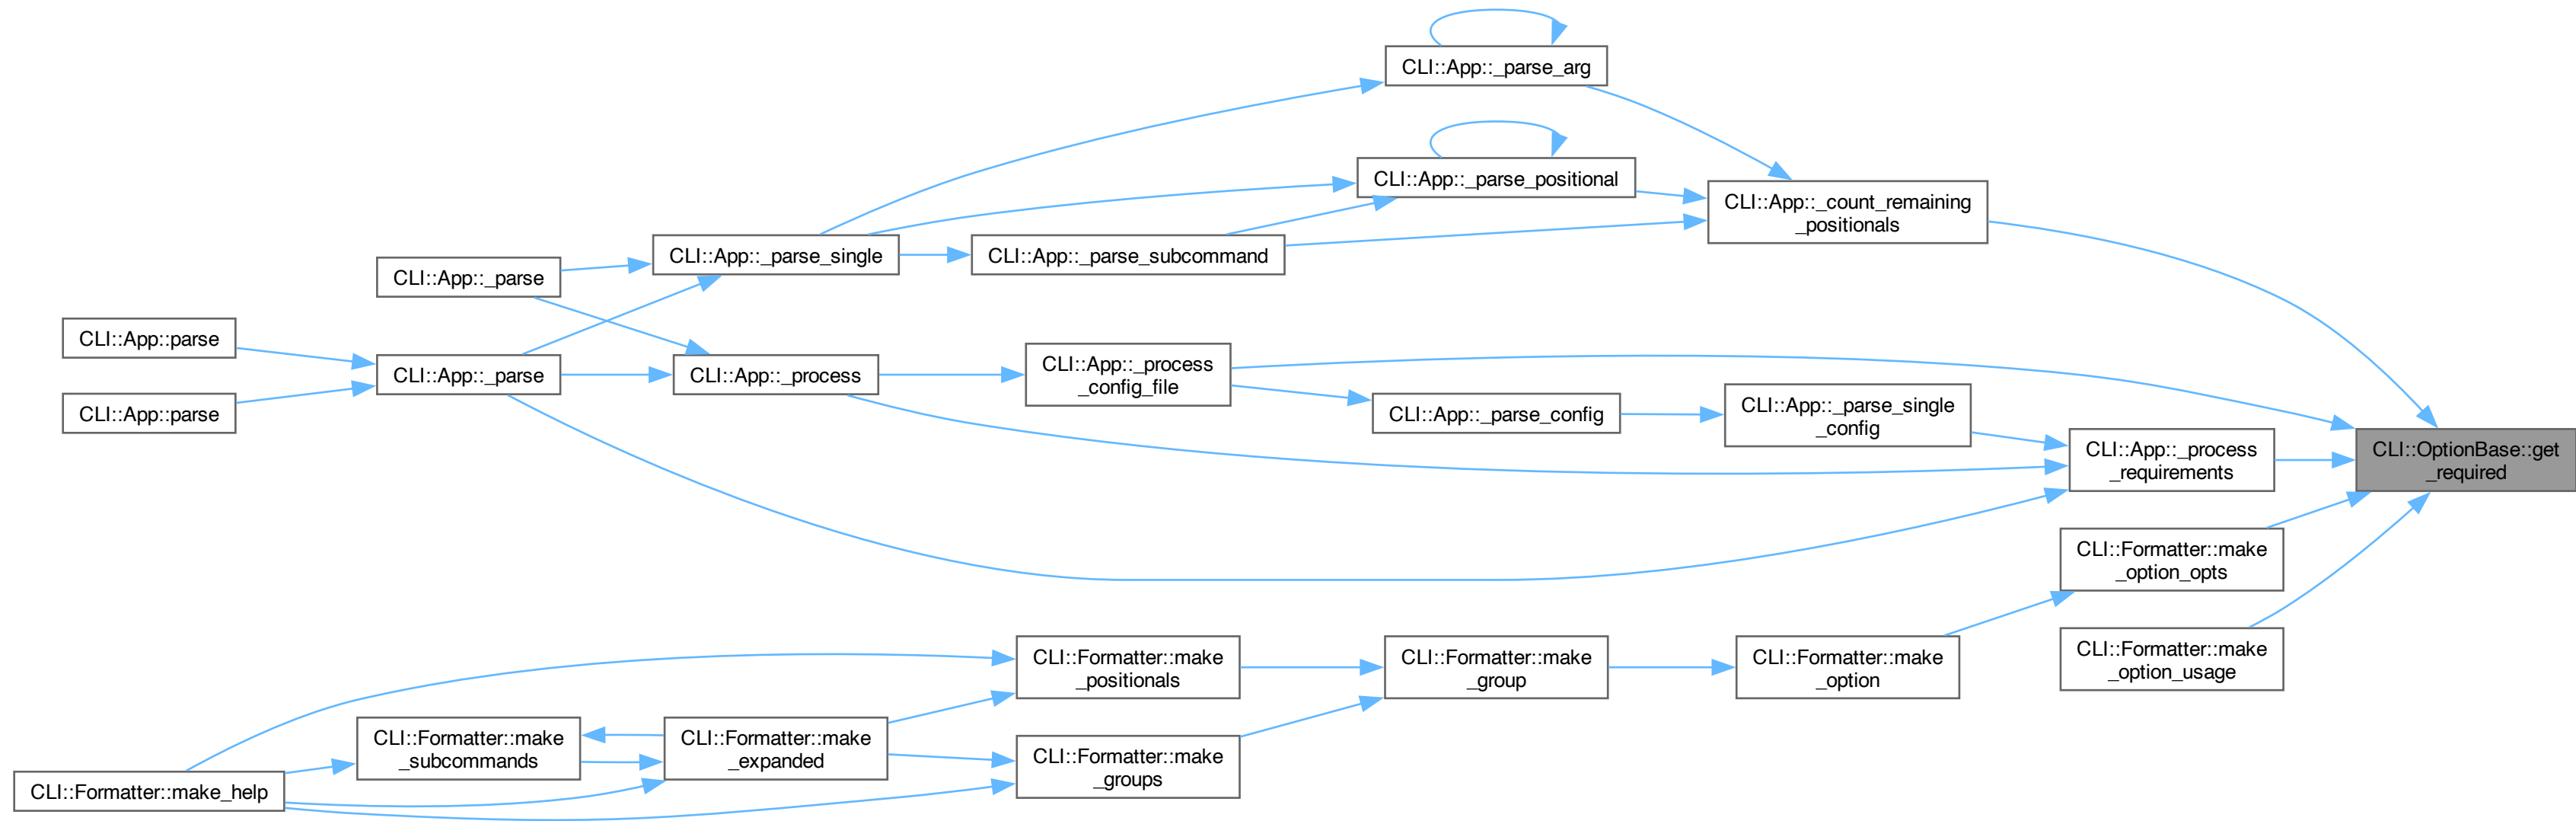 CLI::App::_parse_arg
CLI::App::_parse_positional
CLI::App::_count_remaining
_positionals
CLI::App::_parse_single
CLI::App::_parse_subcommand
CLI::App::_parse
CLI::App::parse
CLI::App::_parse
CLI::App::_process
CLI::App::_process
_config_file
CLI::App::parse
CLI::App::_parse_config
CLI::App::_parse_single
_config
CLI::App::_process
_requirements
CLI::OptionBase::get
_required
CLI::Formatter::make
_option_opts
CLI::Formatter::make
_option_usage
CLI::Formatter::make
_positionals
CLI::Formatter::make
_group
CLI::Formatter::make
_option
CLI::Formatter::make
_subcommands
CLI::Formatter::make
_expanded
CLI::Formatter::make
_groups
CLI::Formatter::make_help